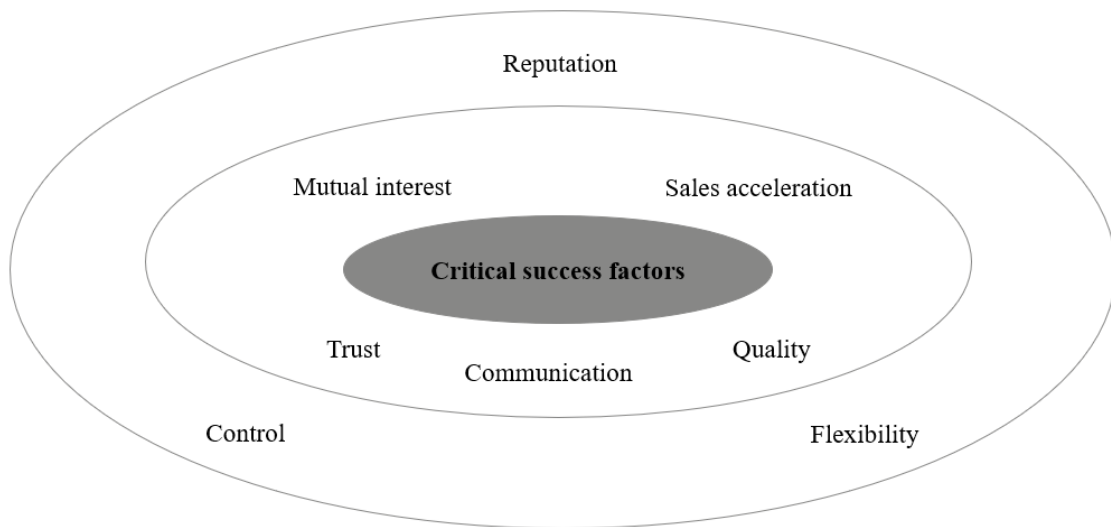 Reputation
Mutual interest
Sales acceleration
Critical success factors
Trust
Quality
Communication
Control
Flexibility